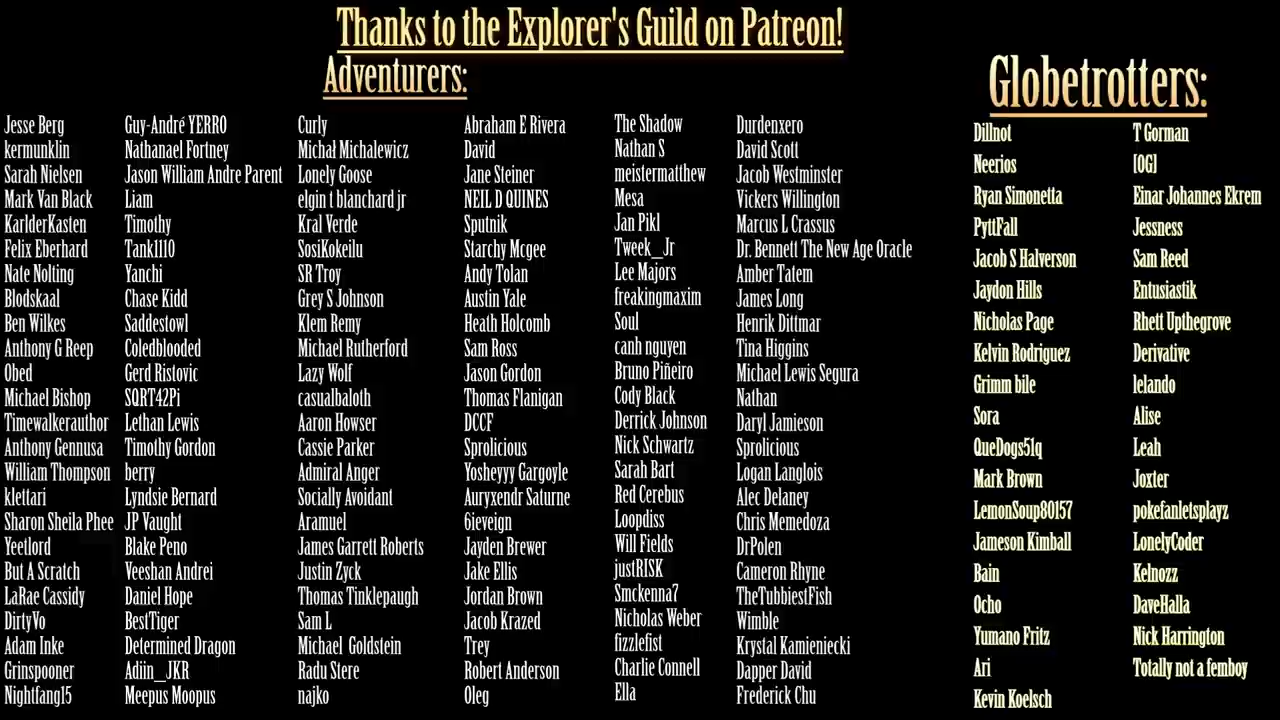 Thanks to the Explorer's Guild on Patreon!
Adventurers:
Jesse Berg
kermunklin
Sarah Nielsen
Mark Van Black
KarlderKasten
Felix Eberhard
Nate Nolting
Blodskaal
Ben Wilkes
Anthony G Reep
Obed
Michael Bishop
Timewalkerauthor
Anthony Gennusa
William Thompson
klettari
Sharon Sheila Phee
Yeetlord
But A Scratch
LaRae Cassidy
DirtyVo
Adam Inke
Grinspooner
Nightfang15
Guy-André YERRO
Nathanael Fortney
Jason William Andre Parent
Liam
Timothy
Tank1110
Yanchi
Chase Kidd
Saddestowl
Coledblooded
Gerd Ristovic
SQRT42Pi
Lethan Lewis
Timothy Gordon
berry
Lyndsie Bernard
JP Vaught
Blake Peno
Veeshan Andrei
Daniel Hope
BestTiger
Determined Dragon
Adiin_JKR
Meepus Moopus
Curly
Michał Michalewicz
Lonely Goose
elgin t blanchard jr
Kral Verde
SosiKokeilu
SR Troy
Grey S Johnson
Klem Remy
Michael Rutherford
Lazy Wolf
casualbaloth
Aaron Howser
Cassie Parker
Admiral Anger
Socially Avoidant
Aramuel
James Garrett Roberts
Justin Zyck
Thomas Tinklepaugh
Sam L
Michael Goldstein
Radu Stere
najko
Abraham E Rivera
David
Jane Steiner
NEIL D QUINES
Sputnik
Starchy Mcgee
Andy Tolan
Austin Yale
Heath Holcomb
Sam Ross
Jason Gordon
Thomas Flanigan
DCCF
Sprolicious
Yosheyyy Gargoyle
Auryxendr Saturne
6ieveign
Jayden Brewer
Jake Ellis
Jordan Brown
Jacob Krazed
Trey
Robert Anderson
Oleg
The Shadow
Nathan S
meistermatthew
Mesa
Jan Pikl
Tweek_Jr
Lee Majors
freakingmaxim
Soul
canh nguyen
Bruno Piñeiro
Cody Black
Derrick Johnson
Nick Schwartz
Sarah Bart
Red Cerebus
Loopdiss
Will Fields
justRISK
Smckenna7
Nicholas Weber
fizzlefist
Charlie Connell
Ella
Durdenxero
David Scott
Jacob Westminster
Vickers Willington
Marcus L Crassus
Dr. Bennett The New Age Oracle
Amber Tatem
James Long
Henrik Dittmar
Tina Higgins
Michael Lewis Segura
Nathan
Daryl Jamieson
Sprolicious
Logan Langlois
Alec Delaney
Chris Memedoza
DrPolen
Cameron Rhyne
TheTubbiestFish
Wimble
Krystal Kamieniecki
Dapper David
Frederick Chu
Globetrotters:
Dillnot
Neerios
Ryan Simonetta
PyttFall
Jacob S Halverson
Jaydon Hills
Nicholas Page
Kelvin Rodriguez
Grimm bile
Sora
QueDogs51q
Mark Brown
LemonSoup80157
Jameson Kimball
Bain
Ocho
Yumano Fritz
Ari
Kevin Koelsch
T Gorman
[OG]
Einar Johannes Ekrem
Jessness
Sam Reed
Entusiastik
Rhett Upthegrove
Derivative
lelando
Alise
Leah
Joxter
pokefanletsplayz
LonelyCoder
Kelnozz
DaveHalla
Nick Harrington
Totally not a femboy